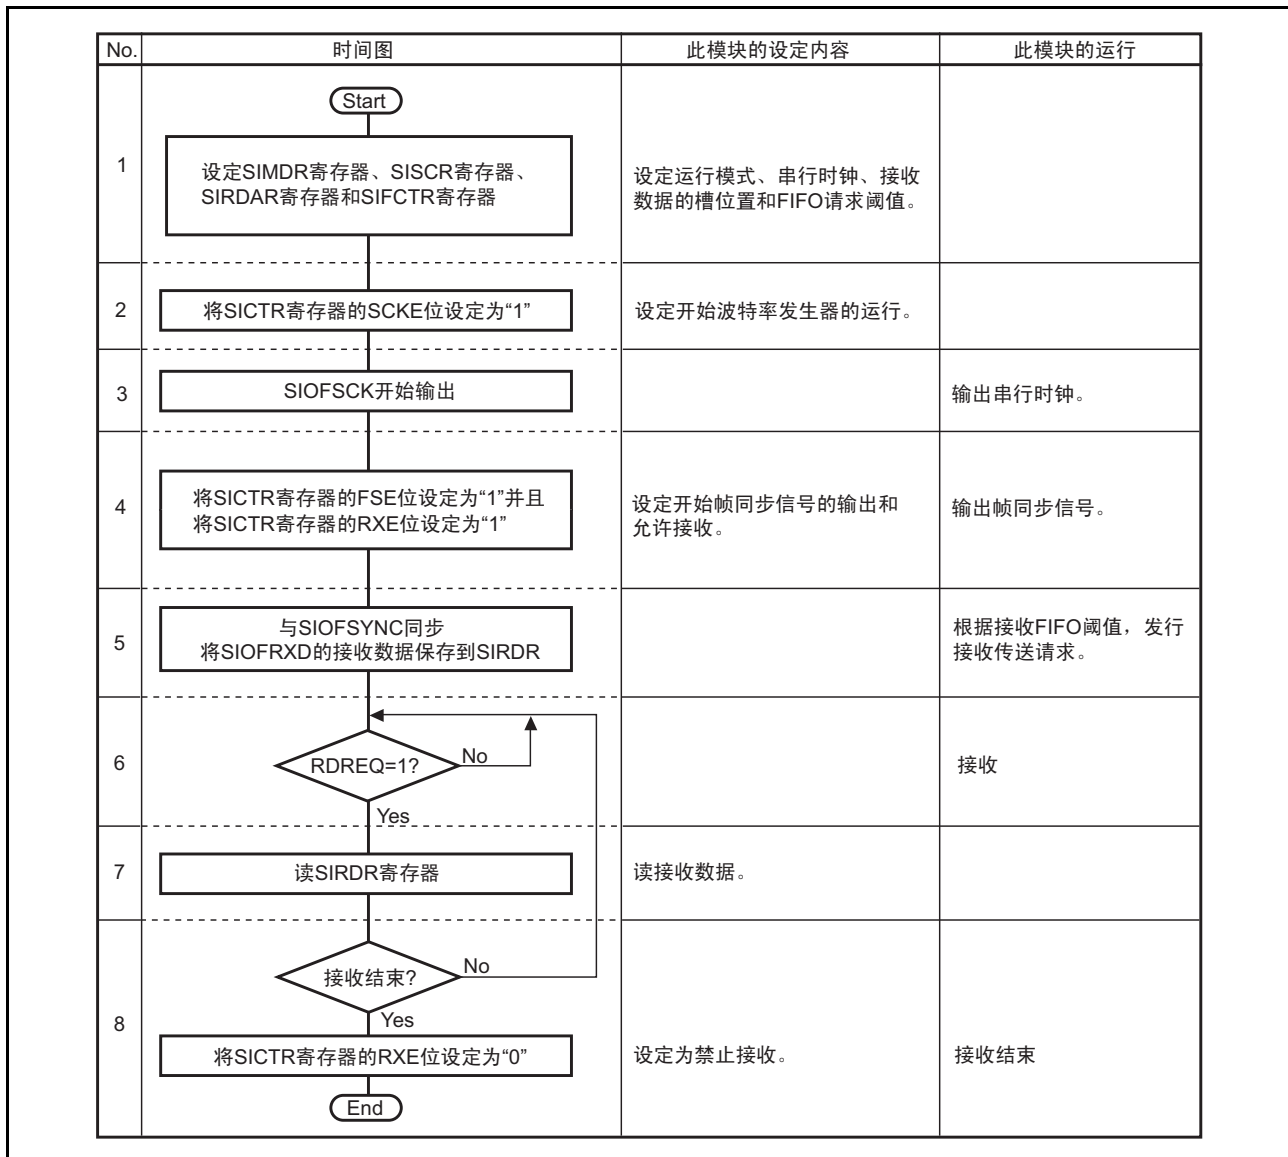 No. 时间图 此模块的设定内容 此模块的运行
Start
1
设定SIMDR寄存器、SISCR寄存器、
SIRDAR寄存器和SIFCTR寄存器
设定运行模式、串行时钟、接收
数据的槽位置和FIFO请求阈值。
2
将SICTR寄存器的SCKE位设定为“1”
设定开始波特率发生器的运行。
3
SIOFSCK开始输出
输出串行时钟。
4
将SICTR寄存器的FSE位设定为“1”并且
将SICTR寄存器的RXE位设定为“1”
设定开始帧同步信号的输出和
允许接收。
输出帧同步信号。
5
与SIOFSYNC同步
将SIOFRXD的接收数据保存到SIRDR
根据接收FIFO阈值，发行
接收传送请求。
6
RDREQ=1?
No
Yes
接收
7
读SIRDR寄存器
读接收数据。
8
接收结束?
No
Yes
将SICTR寄存器的RXE位设定为“0”
设定为禁止接收。
接收结束
End